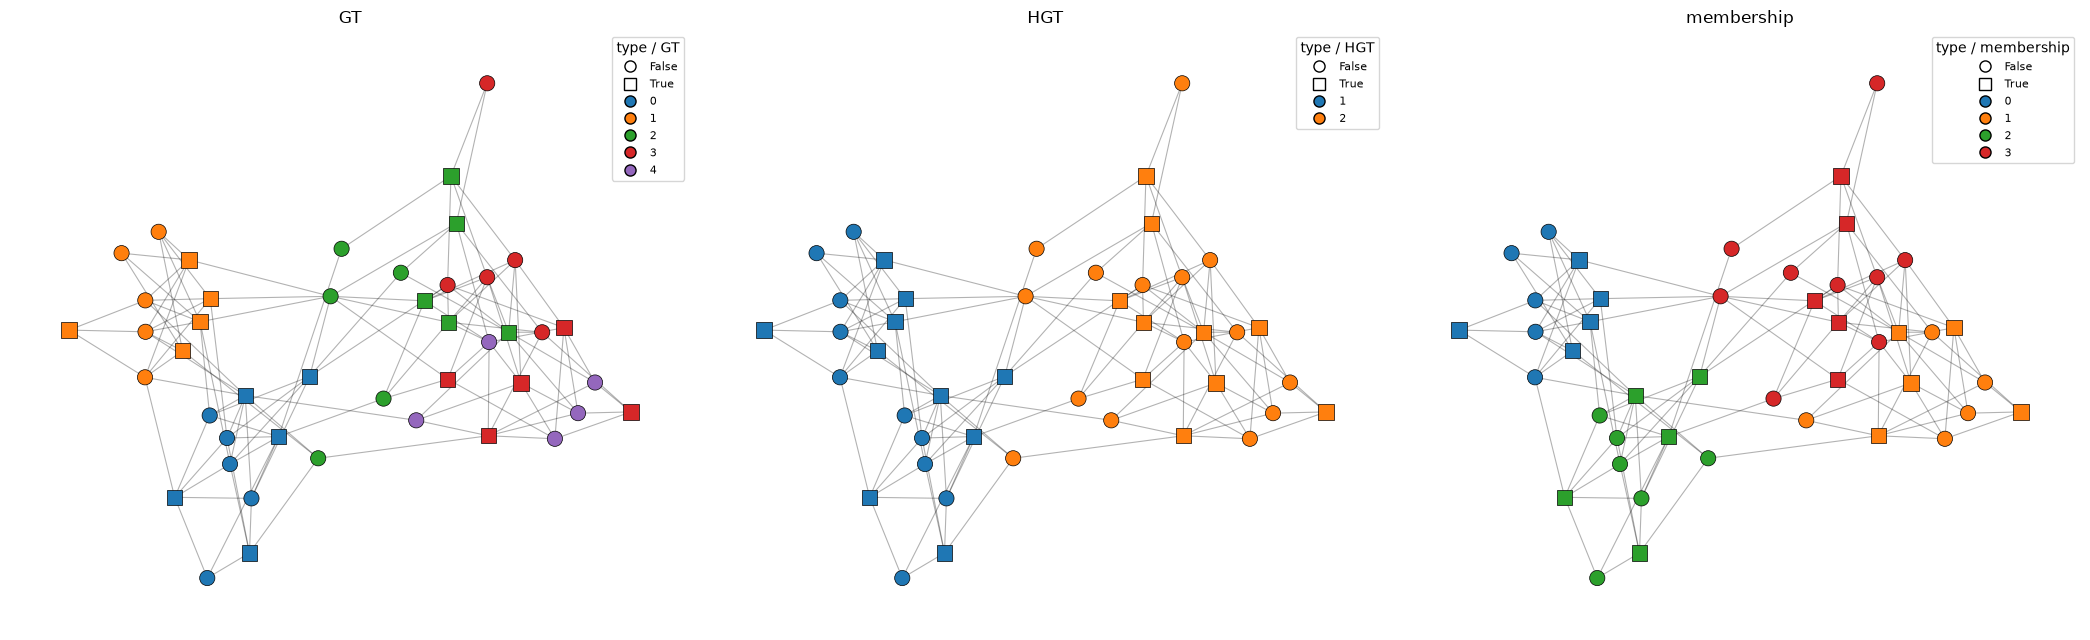 GT
type / GT
False
True
0
1
2
3
4
HGT
type / HGT
False
True
1
2
membership
type / membership
False
True
0
1
2
3